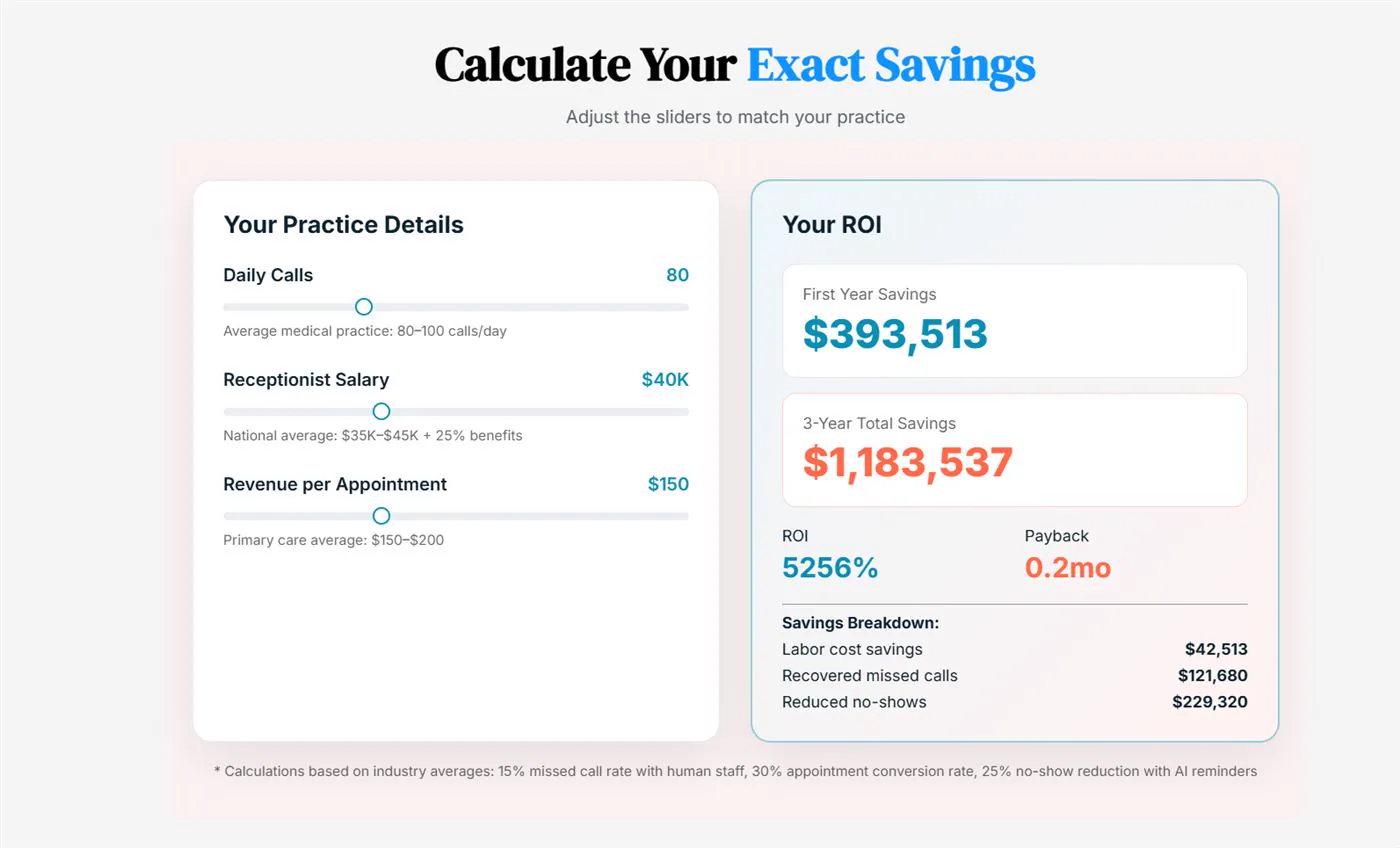 Calculate Your Exact Savings
Adjust the sliders to match your practice
Your Practice Details
Daily Calls 80
Average medical practice: 80–100 calls/day
Receptionist Salary $40K
National average: $35K–$45K + 25% benefits
Revenue per Appointment $150
Primary care average: $150–$200
Your ROI
First Year Savings
$393,513
3-Year Total Savings
$1,183,537
ROI Payback
5256% 0.2mo
Savings Breakdown:
Labor cost savings $42,513
Recovered missed calls $121,680
Reduced no-shows $229,320
* Calculations based on industry averages: 15% missed call rate with human staff, 30% appointment conversion rate, 25% no-show reduction with AI reminders